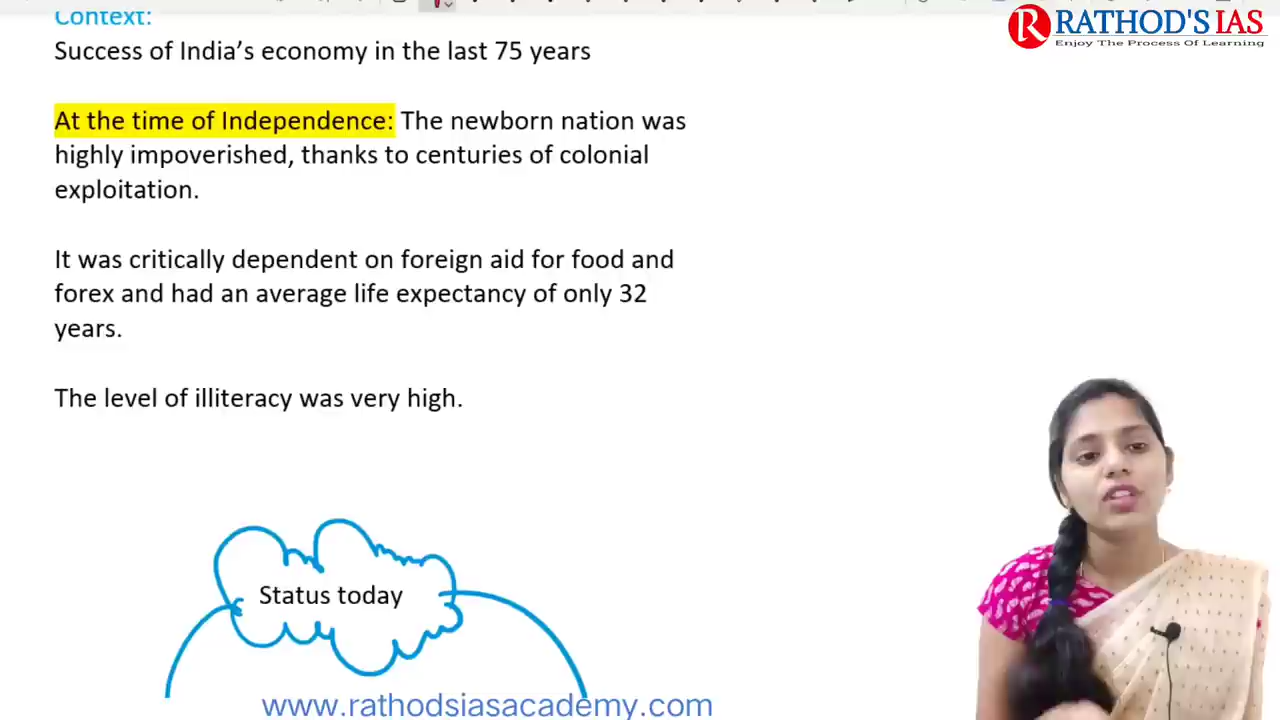 Context:
RATHOD'S IAS
Enjoy The Process Of Learning
Success of India’s economy in the last 75 years
At the time of Independence: The newborn nation was
highly impoverished, thanks to centuries of colonial
exploitation.
It was critically dependent on foreign aid for food and
forex and had an average life expectancy of only 32
years.
The level of illiteracy was very high.
Status today
www.rathodsiasacademy.com